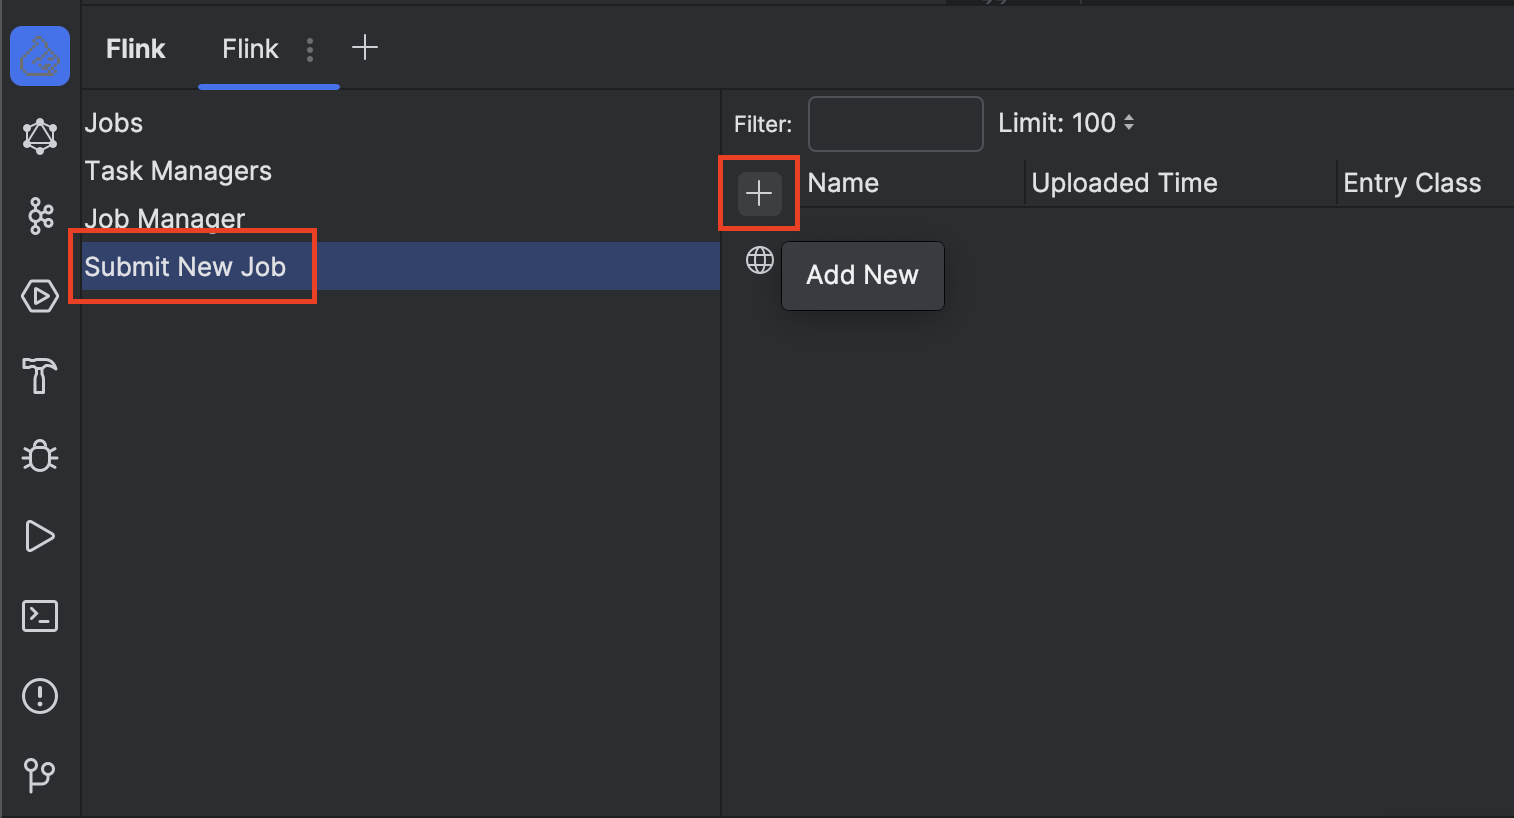 Flink Flink
Jobs
Task Managers
Job Manager
Submit New Job
Filter: Limit: 100
Name Uploaded Time Entry Class
Add New